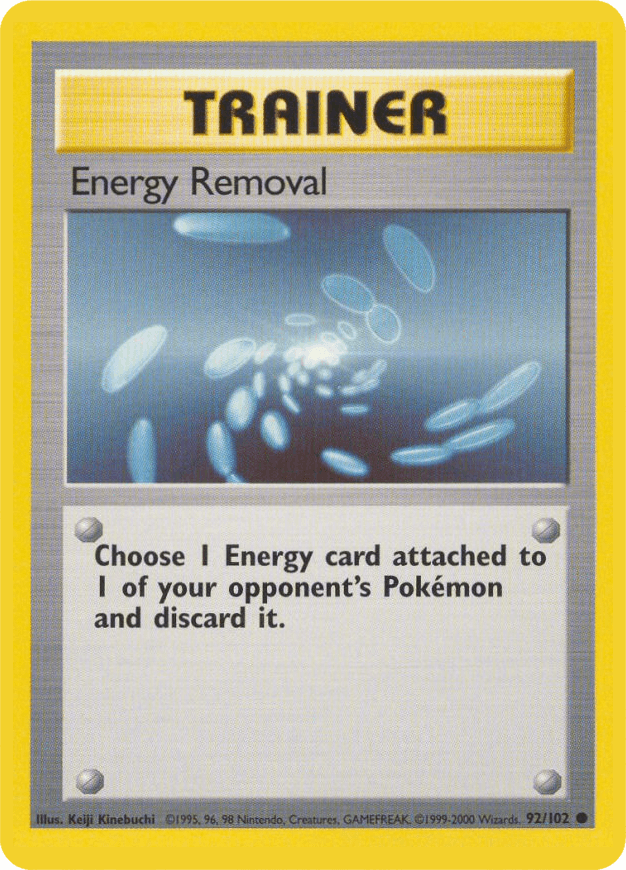 TRAINER
Energy Removal
Choose 1 Energy card attached to
1 of your opponent's Pokémon
and discard it.
Illus. Keiji Kinebuchi ©1995, 96, 98 Nintendo, Creatures, GAMEFREAK. ©1999-2000 Wizards. 92/102 ●